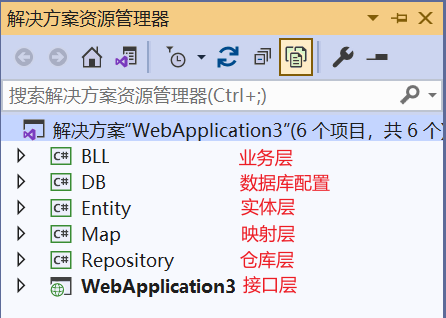 解决方案资源管理器
搜索解决方案资源管理器(Ctrl+;)
解决方案"WebApplication3"(6 个项目，共 6 个)
C# BLL 业务层
C# DB 数据库配置
C# Entity 实体层
C# Map 映射层
C# Repository 仓库层
WebApplication3 接口层